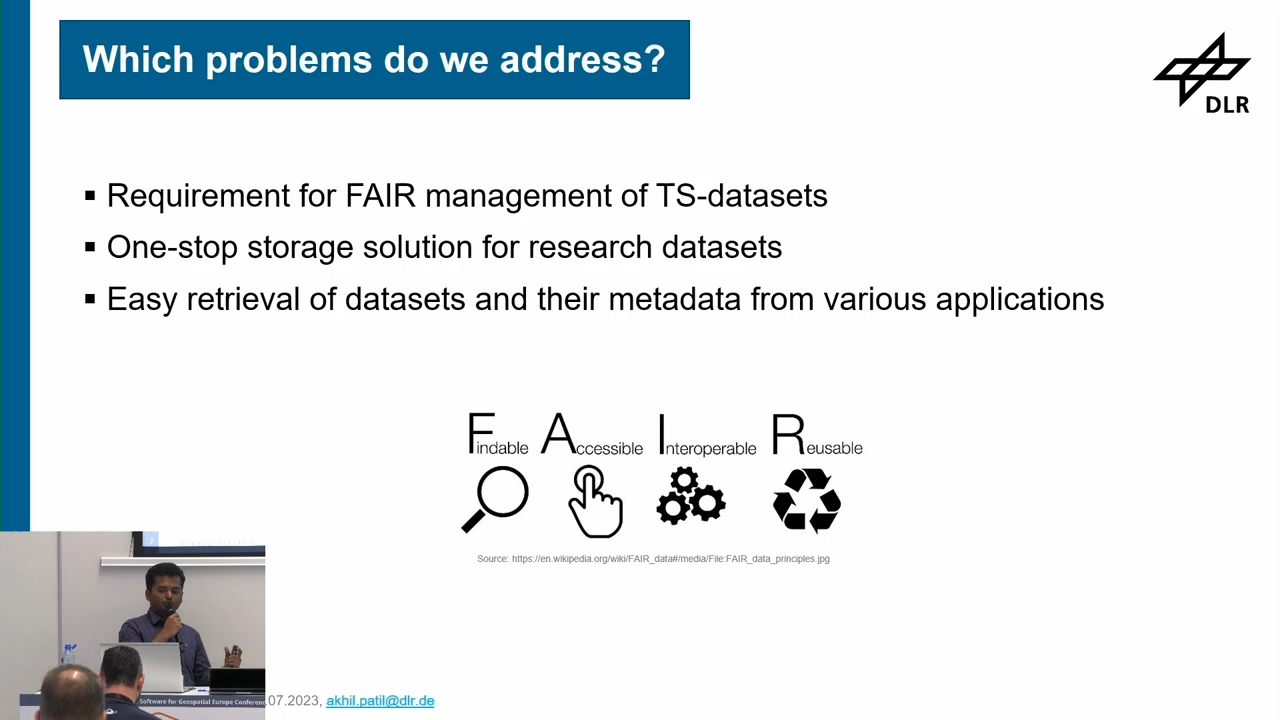 Which problems do we address?
DLR
▪ Requirement for FAIR management of TS-datasets
▪ One-stop storage solution for research datasets
▪ Easy retrieval of datasets and their metadata from various applications
Findable Accessible Interoperable Reusable
Source: https://en.wikipedia.org/wiki/FAIR_data#/media/File:FAIR_data_principles.jpg
2
Software for Geospatial Europe Conference
.07.2023, akhil.patil@dlr.de